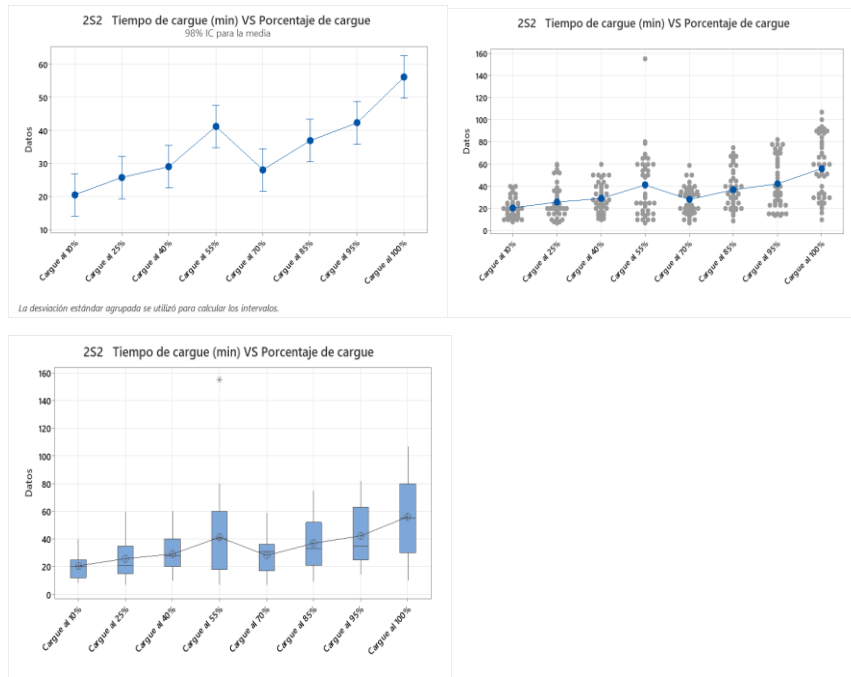 2S2 Tiempo de cargue (min) VS Porcentaje de cargue
98% IC para la media
60
50
40
30
20
10
Datos
Cargue al 10%
Cargue al 25%
Cargue al 40%
Cargue al 55%
Cargue al 70%
Cargue al 85%
Cargue al 95%
Cargue al 100%
La desviación estándar agrupada se utilizó para calcular los intervalos.
2S2 Tiempo de cargue (min) VS Porcentaje de cargue
160
140
120
100
80
60
40
20
0
Datos
Cargue al 10%
Cargue al 25%
Cargue al 40%
Cargue al 55%
Cargue al 70%
Cargue al 85%
Cargue al 95%
Cargue al 100%
2S2 Tiempo de cargue (min) VS Porcentaje de cargue
160
140
120
100
80
60
40
20
0
Datos
Cargue al 10%
Cargue al 25%
Cargue al 40%
Cargue al 55%
Cargue al 70%
Cargue al 85%
Cargue al 95%
Cargue al 100%